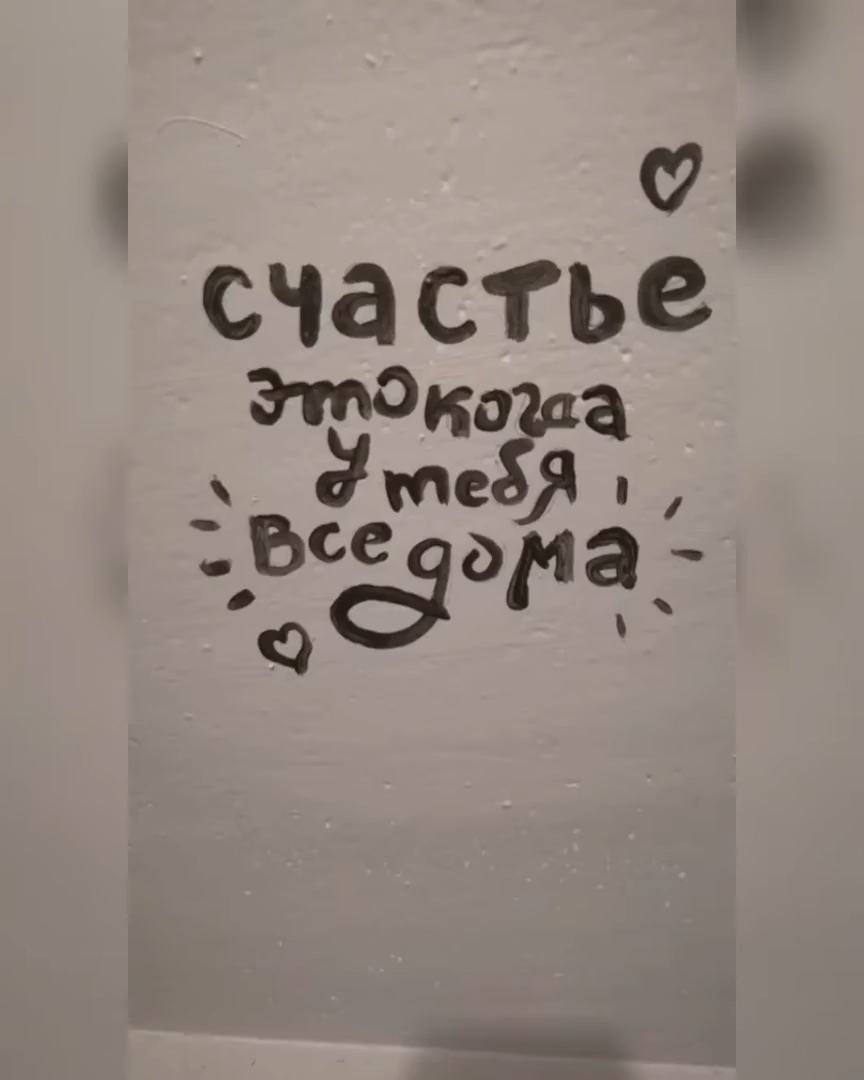 счастье
это когда
у тебя
все дома